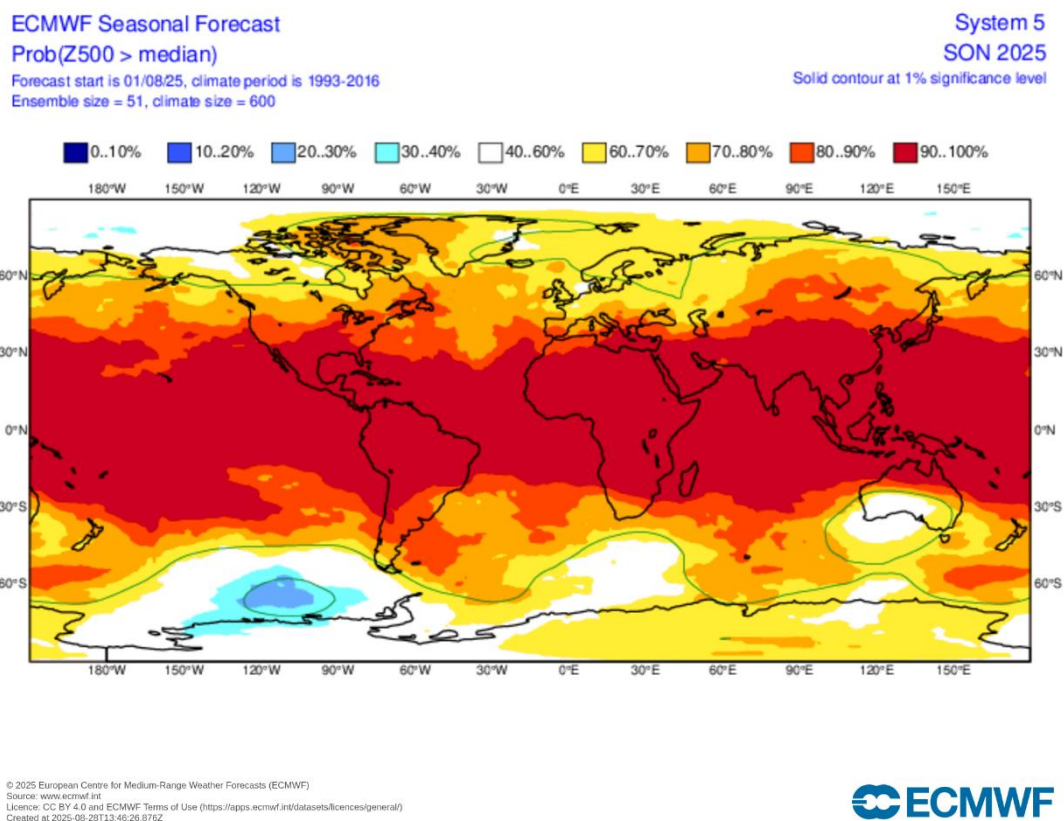 ECMWF Seasonal Forecast
Prob(Z500 > median)
Forecast start is 01/08/25, climate period is 1993-2016
Ensemble size = 51, climate size = 600
System 5
SON 2025
Solid contour at 1% significance level
0..10% 10..20% 20..30% 30..40% 40..60% 60..70% 70..80% 80..90% 90..100%
180°W 150°W 120°W 90°W 60°W 30°W 0°E 30°E 60°E 90°E 120°E 150°E
60°N 60°N
30°N 30°N
0°N 0°N
30°S 30°S
60°S 60°S
180°W 150°W 120°W 90°W 60°W 30°W 0°E 30°E 60°E 90°E 120°E 150°E
© 2025 European Centre for Medium-Range Weather Forecasts (ECMWF)
Source: www.ecmwf.int
Licence: CC BY 4.0 and ECMWF Terms of Use (https://apps.ecmwf.int/datasets/licences/general/)
Created at 2025-08-28T13:46:26.876Z
ECMWF